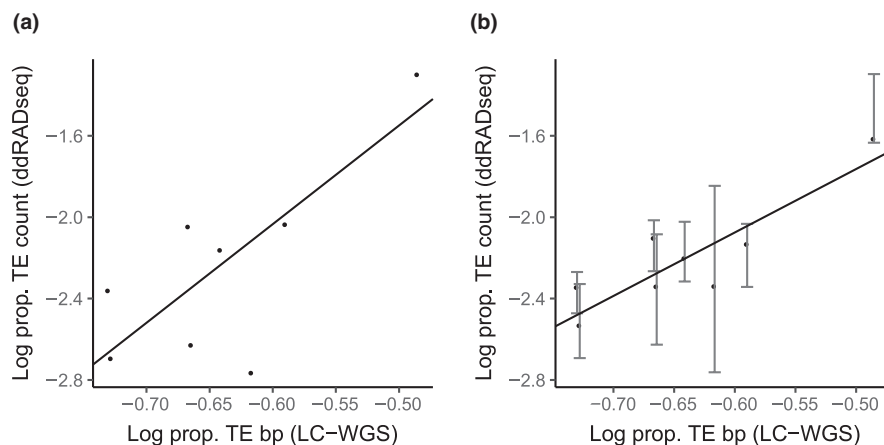 (a)
Log prop. TE count (ddRADseq)
−1.6
−2.0
−2.4
−2.8
−0.70 −0.65 −0.60 −0.55 −0.50
Log prop. TE bp (LC−WGS)
(b)
Log prop. TE count (ddRADseq)
−1.6
−2.0
−2.4
−2.8
−0.70 −0.65 −0.60 −0.55 −0.50
Log prop. TE bp (LC−WGS)